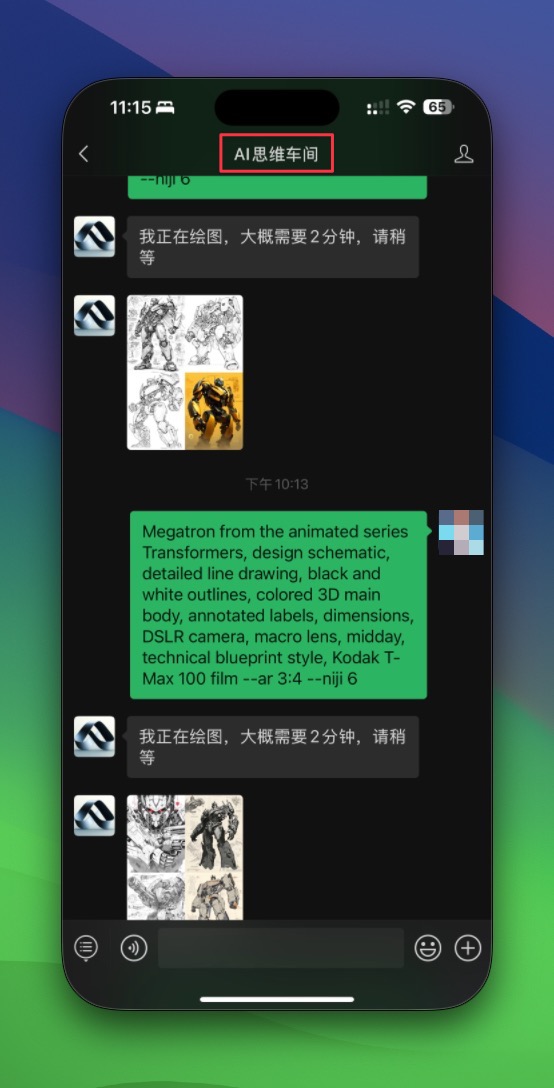 11:15
65
AI思维车间
--niji 6
我正在绘图，大概需要2分钟，请稍
等
下午10:13
Megatron from the animated series
Transformers, design schematic,
detailed line drawing, black and
white outlines, colored 3D main
body, annotated labels, dimensions,
DSLR camera, macro lens, midday,
technical blueprint style, Kodak T-
Max 100 film --ar 3:4 --niji 6
我正在绘图，大概需要2分钟，请稍
等